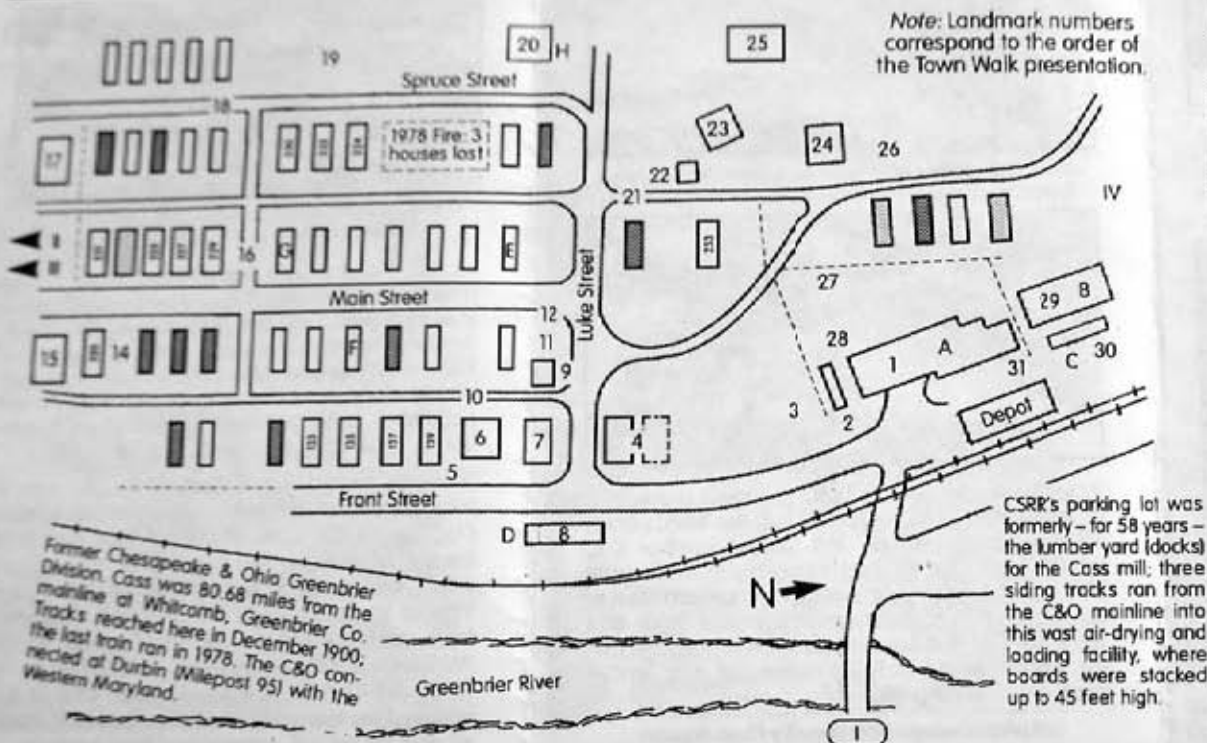 Note: Landmark numbers
correspond to the order of
the Town Walk presentation.
20 H
25
19
Spruce Street
18
17
1978 Fire: 3
houses lost
23
24
26
22
21
IV
II
III
16
G
E
233
27
Main Street
Luke Street
12
11
9
15
14
F
28
1 A
29 B
C 30
31
10
3
2
Depot
135
137
139
6
7
4
5
Front Street
D 8
N
Former Chesapeake & Ohio Greenbrier
Division. Cass was 80.68 miles from the
mainline at Whitcomb, Greenbrier Co.
Tracks reached here in December 1900;
the last train ran in 1978. The C&O con-
nected at Durbin (Milepost 95) with the
Western Maryland.
CSRR's parking lot was
formerly – for 58 years –
the lumber yard (docks)
for the Cass mill; three
siding tracks ran from
the C&O mainline into
this vast air-drying and
loading facility, where
boards were stacked
up to 45 feet high.
Greenbrier River
I